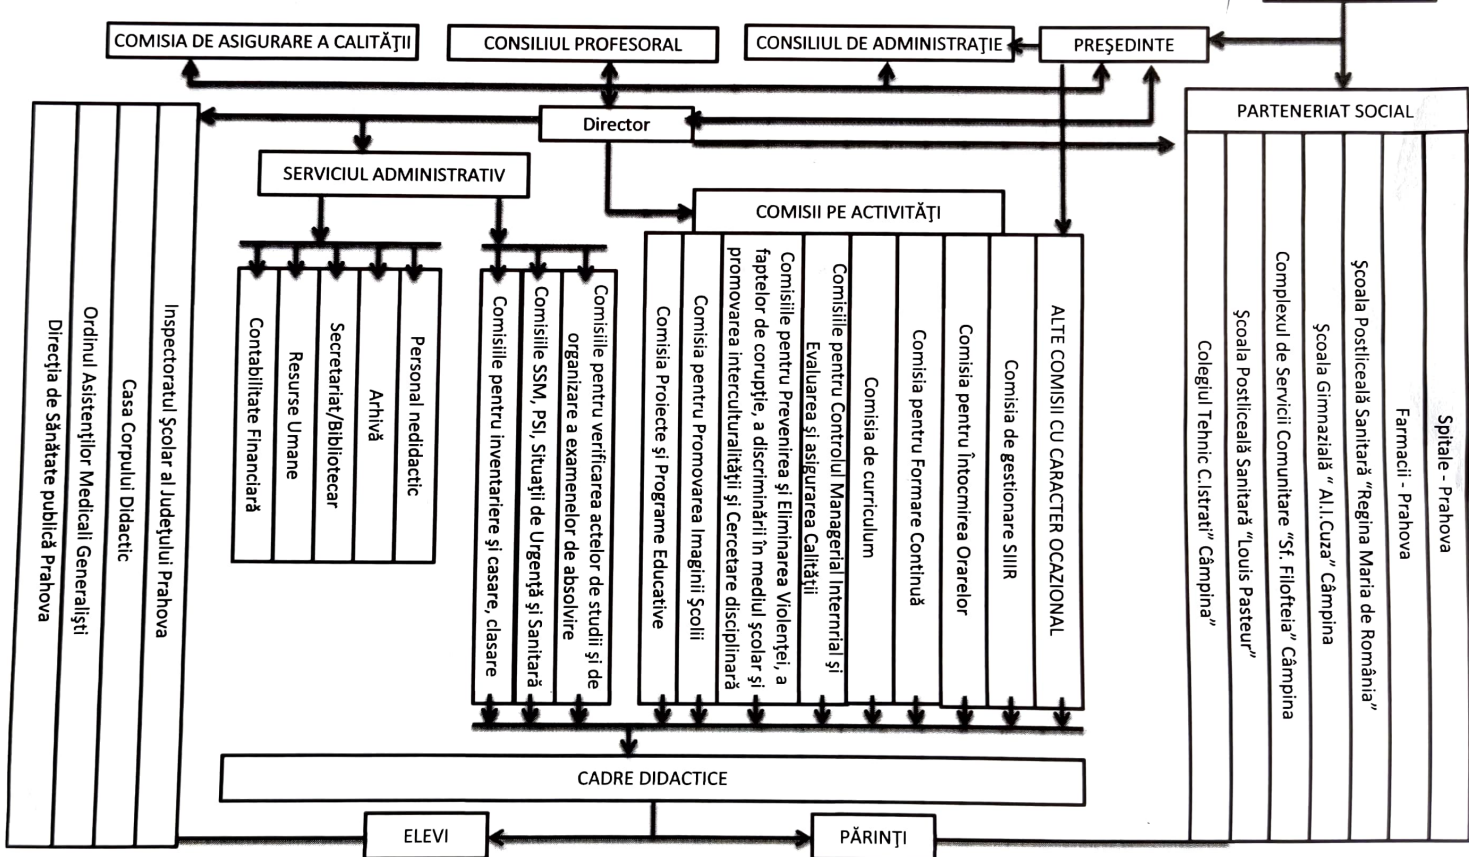 COMISIA DE ASIGURARE A CALITĂŢII
CONSILIUL PROFESORAL
CONSILIUL DE ADMINISTRAŢIE
PREŞEDINTE
Director
PARTENERIAT SOCIAL
SERVICIUL ADMINISTRATIV
COMISII PE ACTIVITĂŢI
Inspectoratul Şcolar al Judeţului Prahova
Casa Corpului Didactic
Ordinul Asistenţilor Medicali Generalişti
Direcţia de Sănătate publică Prahova
Personal nedidactic
Arhivă
Secretariat/Bibliotecar
Resurse Umane
Contabilitate Financiară
Comisiile pentru verificarea actelor de studii şi de
organizare a examenelor de absolvire
Comisiile SSM, PSI, Situaţii de Urgenţă şi Sanitară
Comisiile pentru inventariere şi casare, clasare
ALTE COMISII CU CARACTER OCAZIONAL
Comisia de gestionare SIIIR
Comisia pentru Întocmirea Orarelor
Comisia pentru Formare Continuă
Comisia de curriculum
Comisiile pentru Controlul Managerial Internrial şi
Evaluarea şi asigurarea Calităţii
Comisiile pentru Prevenirea şi Eliminarea Violenţei, a
faptelor de corupţie, a discriminării în mediul şcolar şi
promovarea interculturalităţii şi Cercetare disciplinară
Comisia pentru Promovarea Imaginii Şcolii
Comisia Proiecte şi Programe Educative
Spitale - Prahova
Farmacii - Prahova
Şcoala Postliceală Sanitară "Regina Maria de România"
Şcoala Gimnazială " Al.I.Cuza" Câmpina
Complexul de Servicii Comunitare "Sf. Filofteia" Câmpina
Şcoala Postliceală Sanitară "Louis Pasteur"
Colegiul Tehnic C.Istrati" Câmpina"
CADRE DIDACTICE
ELEVI
PĂRINŢI